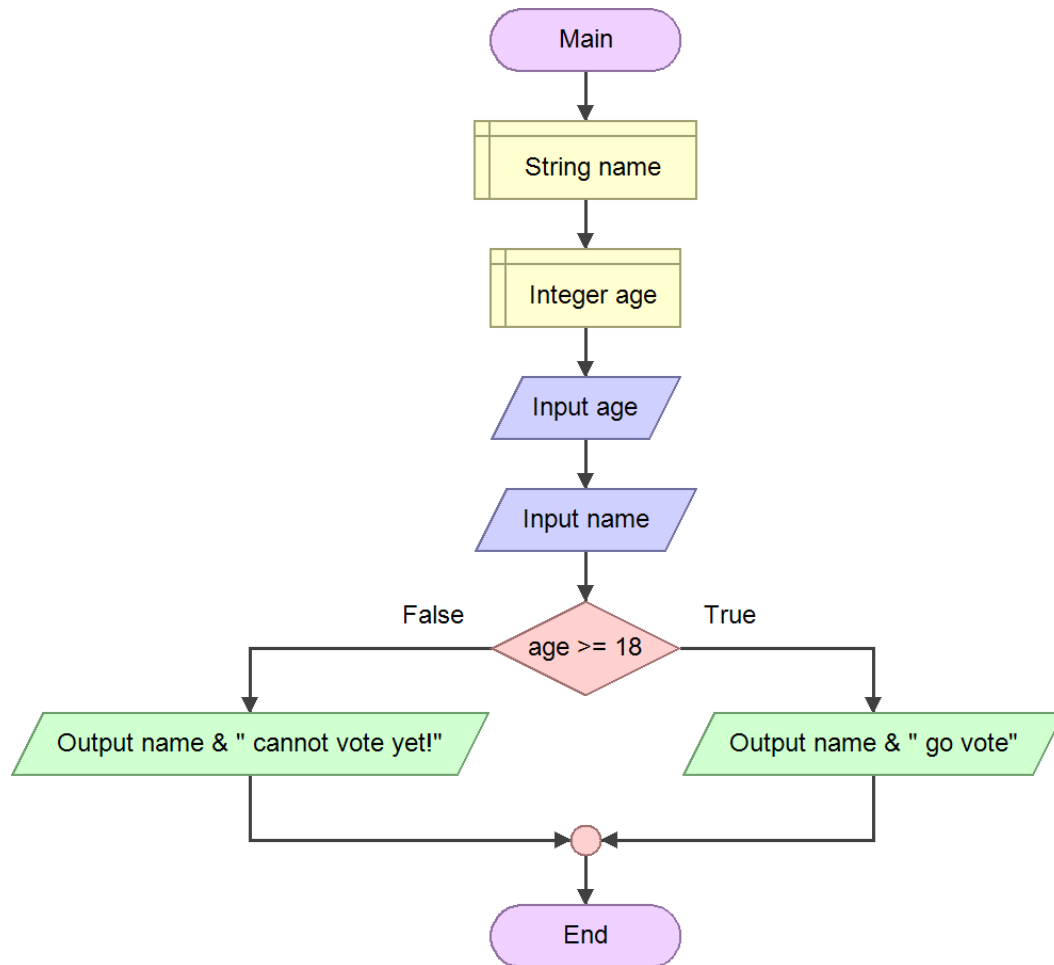 Main
String name
Integer age
Input age
Input name
False
True
age >= 18
Output name & " cannot vote yet!"
Output name & " go vote"
End